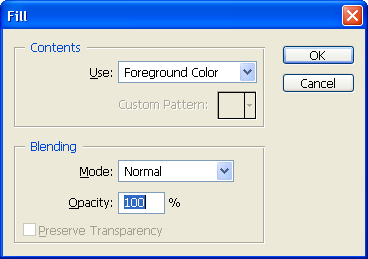 Fill
Contents
Use: Foreground Color
Custom Pattern:
OK
Cancel
Blending
Mode: Normal
Opacity: 100 %
Preserve Transparency